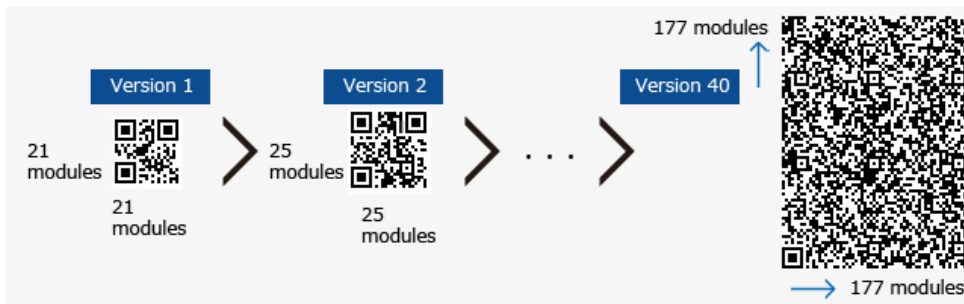 Version 1
21
modules
21
modules
Version 2
25
modules
25
modules
. . .
Version 40
177 modules
177 modules